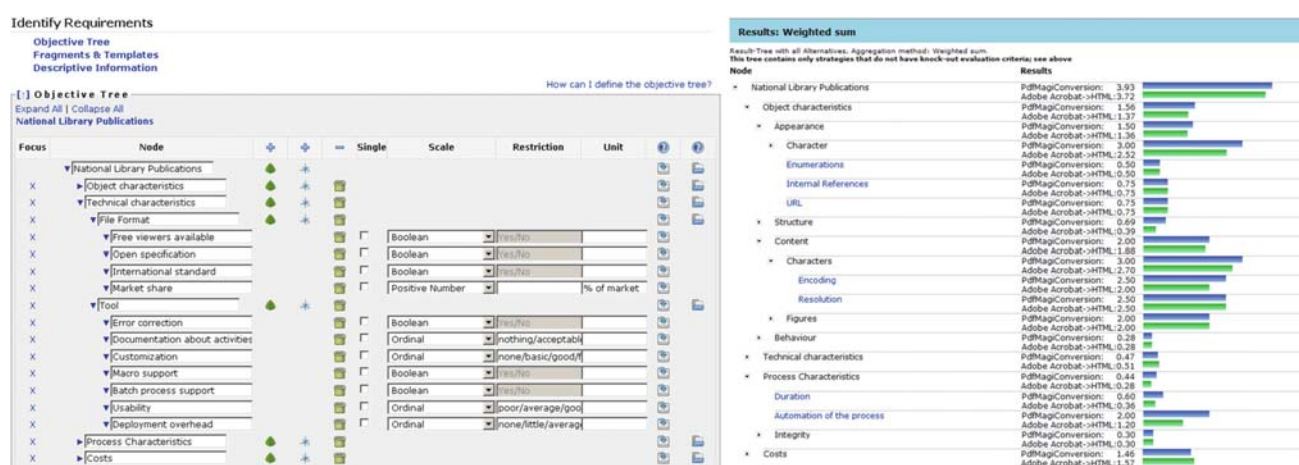 Identify Requirements
Objective Tree
Fragments & Templates
Descriptive Information
How can I define the objective tree?
[↑] Objective Tree
Expand All | Collapse All
National Library Publications
Focus Node Single Scale Restriction Unit
National Library Publications
X Object characteristics
X Technical characteristics
X File Format
X Free viewers available Boolean Yes/No
X Open specification Boolean Yes/No
X International standard Boolean Yes/No
X Market share Positive Number % of market
X Tool
X Error correction Boolean Yes/No
X Documentation about activities Ordinal nothing/acceptabl
X Customization Ordinal none/basic/good/f
X Macro support Boolean Yes/No
X Batch process support Boolean Yes/No
X Usability Ordinal poor/average/goo
X Deployment overhead Ordinal none/little/averag
X Process Characteristics
X Costs
Results: Weighted sum
Result-Tree with all Alternatives, Aggregation method: Weighted sum.
This tree contains only strategies that do not have knock-out evaluation criteria; see above
Node Results
National Library Publications PdfMagiConversion: 3.93
Adobe Acrobat->HTML: 3.72
Object characteristics PdfMagiConversion: 1.56
Adobe Acrobat->HTML: 1.37
Appearance PdfMagiConversion: 1.50
Adobe Acrobat->HTML: 1.36
Character PdfMagiConversion: 3.00
Adobe Acrobat->HTML: 2.52
Enumerations PdfMagiConversion: 0.50
Adobe Acrobat->HTML: 0.50
Internal References PdfMagiConversion: 0.75
Adobe Acrobat->HTML: 0.75
URL PdfMagiConversion: 0.75
Adobe Acrobat->HTML: 0.75
Structure PdfMagiConversion: 0.69
Adobe Acrobat->HTML: 0.39
Content PdfMagiConversion: 2.00
Adobe Acrobat->HTML: 1.88
Characters PdfMagiConversion: 3.00
Adobe Acrobat->HTML: 2.70
Encoding PdfMagiConversion: 2.50
Adobe Acrobat->HTML: 2.00
Resolution PdfMagiConversion: 2.50
Adobe Acrobat->HTML: 2.50
Figures PdfMagiConversion: 2.00
Adobe Acrobat->HTML: 2.00
Behaviour PdfMagiConversion: 0.28
Adobe Acrobat->HTML: 0.28
Technical characteristics PdfMagiConversion: 0.47
Adobe Acrobat->HTML: 0.51
Process Characteristics PdfMagiConversion: 0.44
Adobe Acrobat->HTML: 0.28
Duration PdfMagiConversion: 0.60
Adobe Acrobat->HTML: 0.36
Automation of the process PdfMagiConversion: 2.00
Adobe Acrobat->HTML: 1.20
Integrity PdfMagiConversion: 0.30
Adobe Acrobat->HTML: 0.30
Costs PdfMagiConversion: 1.46
Adobe Acrobat->HTML: 1.57